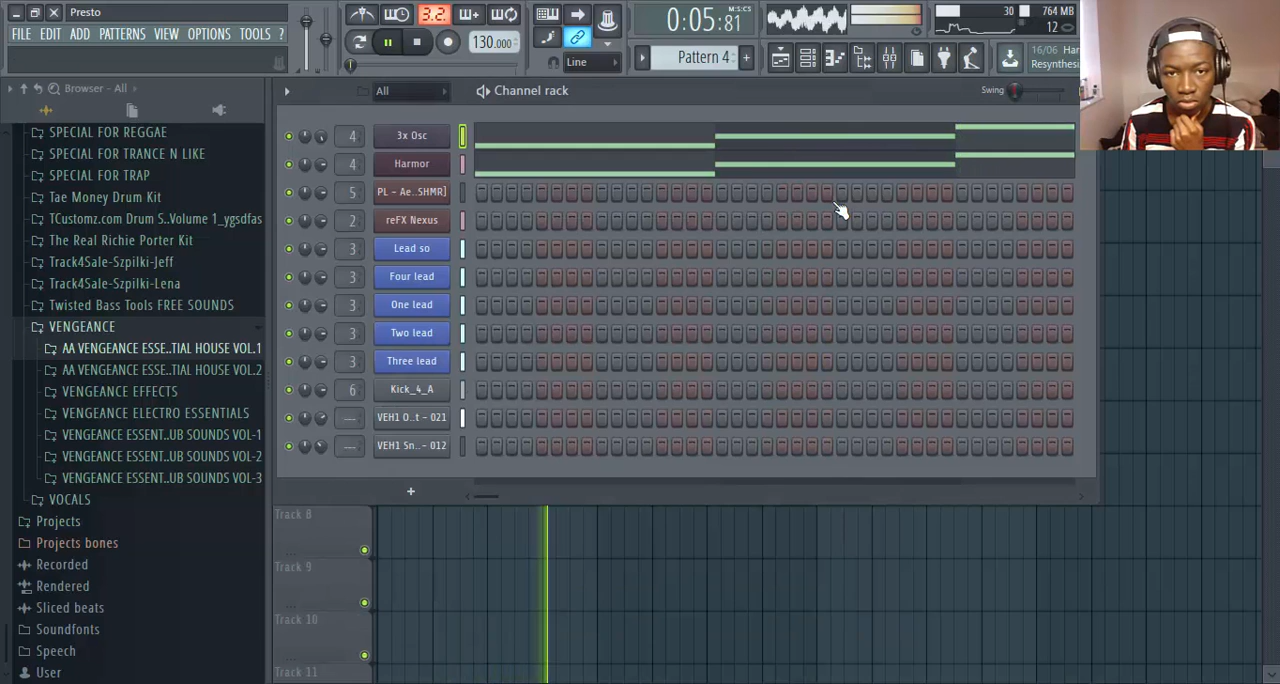 Presto
FILE EDIT ADD PATTERNS VIEW OPTIONS TOOLS ?
3.2.
130.000
0:05:81
M:S:CS
Line
Pattern 4
+
30
764 MB
12
16/06 Har
Resynthes
Browser - All
SPECIAL FOR REGGAE
SPECIAL FOR TRANCE N LIKE
SPECIAL FOR TRAP
Tae Money Drum Kit
TCustomz.com Drum S..Volume 1_ygsdfas
The Real Richie Porter Kit
Track4Sale-Szpilki-Jeff
Track4Sale-Szpilki-Lena
Twisted Bass Tools FREE SOUNDS
VENGEANCE
AA VENGEANCE ESSE..TIAL HOUSE VOL.1
AA VENGEANCE ESSE..TIAL HOUSE VOL.2
VENGEANCE EFFECTS
VENGEANCE ELECTRO ESSENTIALS
VENGEANCE ESSENT...UB SOUNDS VOL-1
VENGEANCE ESSENT...UB SOUNDS VOL-2
VENGEANCE ESSENT...UB SOUNDS VOL-3
VOCALS
Projects
Projects bones
Recorded
Rendered
Sliced beats
Soundfonts
Speech
User
All
Channel rack
Swing
4 3x Osc
4 Harmor
5 PL - Ae..SHMR]
2 reFX Nexus
3 Lead so
3 Four lead
3 One lead
3 Two lead
3 Three lead
6 Kick_4_A
--- VEH1 O..t - 021
--- VEH1 Sn.. - 012
+
Track 8
Track 9
Track 10
Track 11